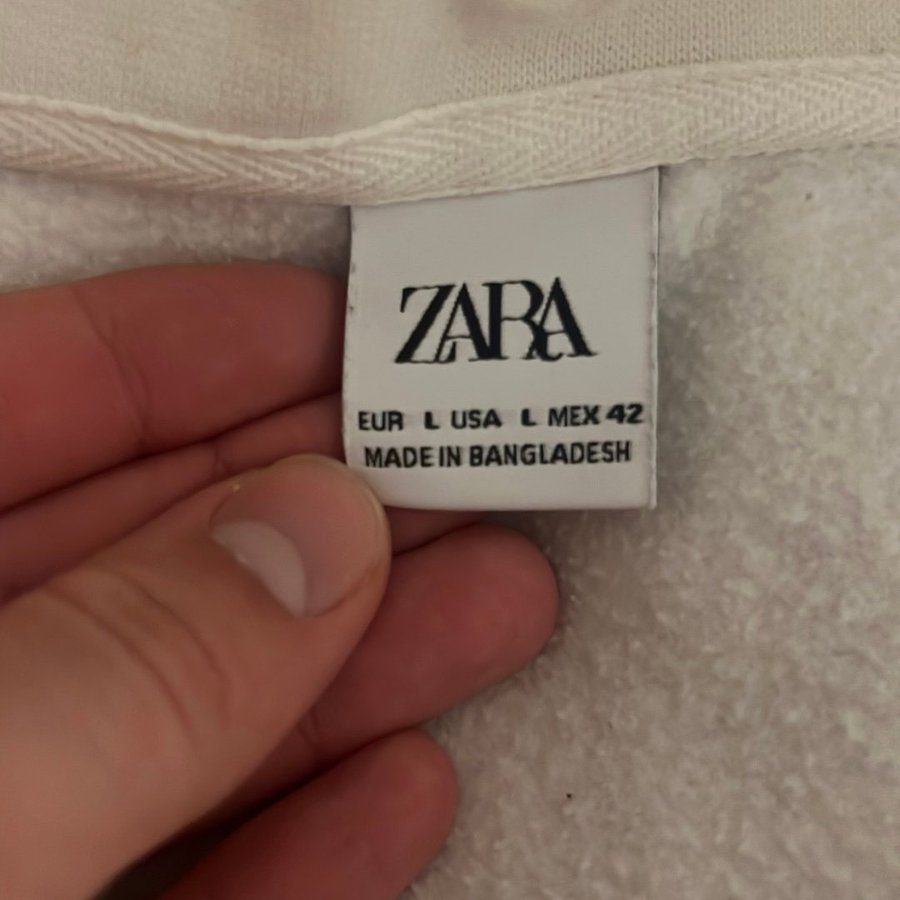 ZARA
EUR L USA L MEX 42
MADE IN BANGLADESH